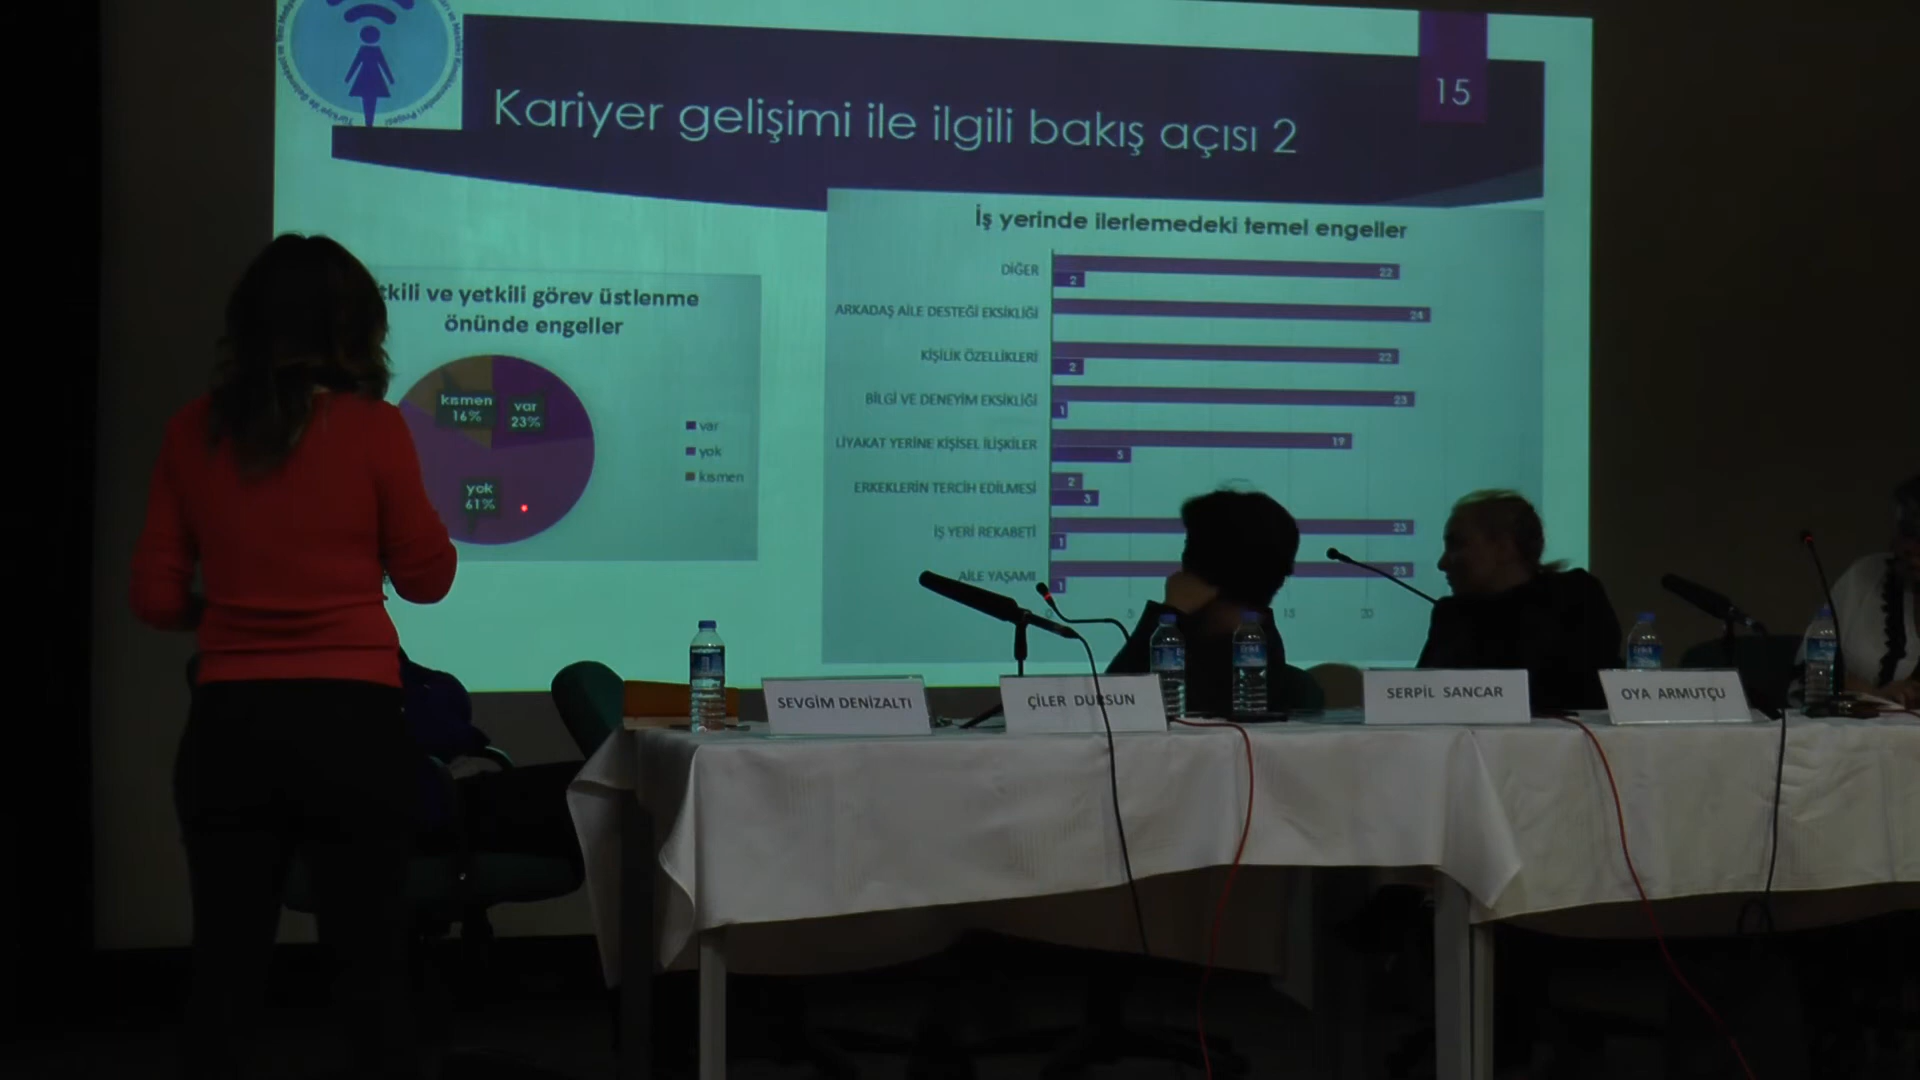 15
Kariyer gelişimi ile ilgili bakış açısı 2
tkili ve yetkili görev üstlenme
önünde engeller
kısmen
16%
var
23%
yok
61%
var
yok
kısmen
İş yerinde ilerlemedeki temel engeller
DİĞER
22
2
ARKADAŞ AİLE DESTEĞİ EKSİKLİĞİ
24
KİŞİLİK ÖZELLİKLERİ
22
2
BİLGİ VE DENEYİM EKSİKLİĞİ
23
1
LİYAKAT YERİNE KİŞİSEL İLİŞKİLER
19
5
ERKEKLERİN TERCİH EDİLMESİ
2
3
İŞ YERİ REKABETİ
23
1
AİLE YAŞAMI
23
1
0 5 15 20
SEVGİM DENİZALTI
ÇİLER DURSUN
SERPİL SANCAR
OYA ARMUTÇU